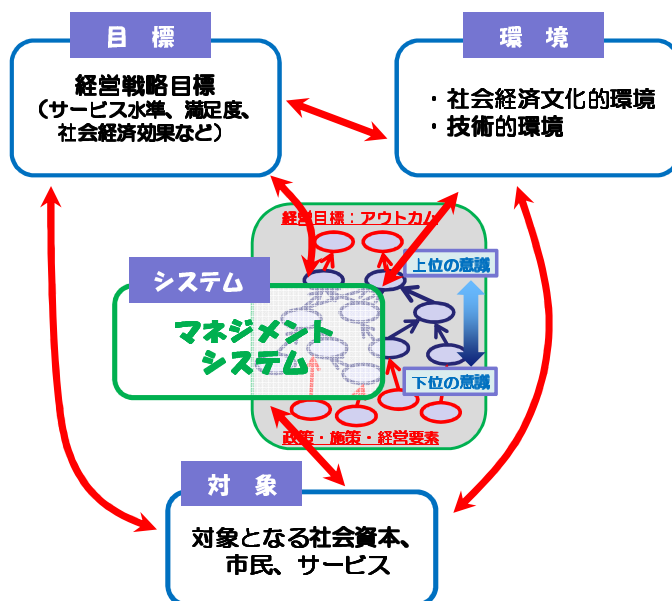 目 標
経営戦略目標
（サービス水準、満足度、
社会経済効果など）
環 境
・社会経済文化的環境
・技術的環境
経営目標：アウトカム
上位の意識
システム
マネジメント
システム
下位の意識
政策・施策・経営要素
対 象
対象となる社会資本、
市民、サービス